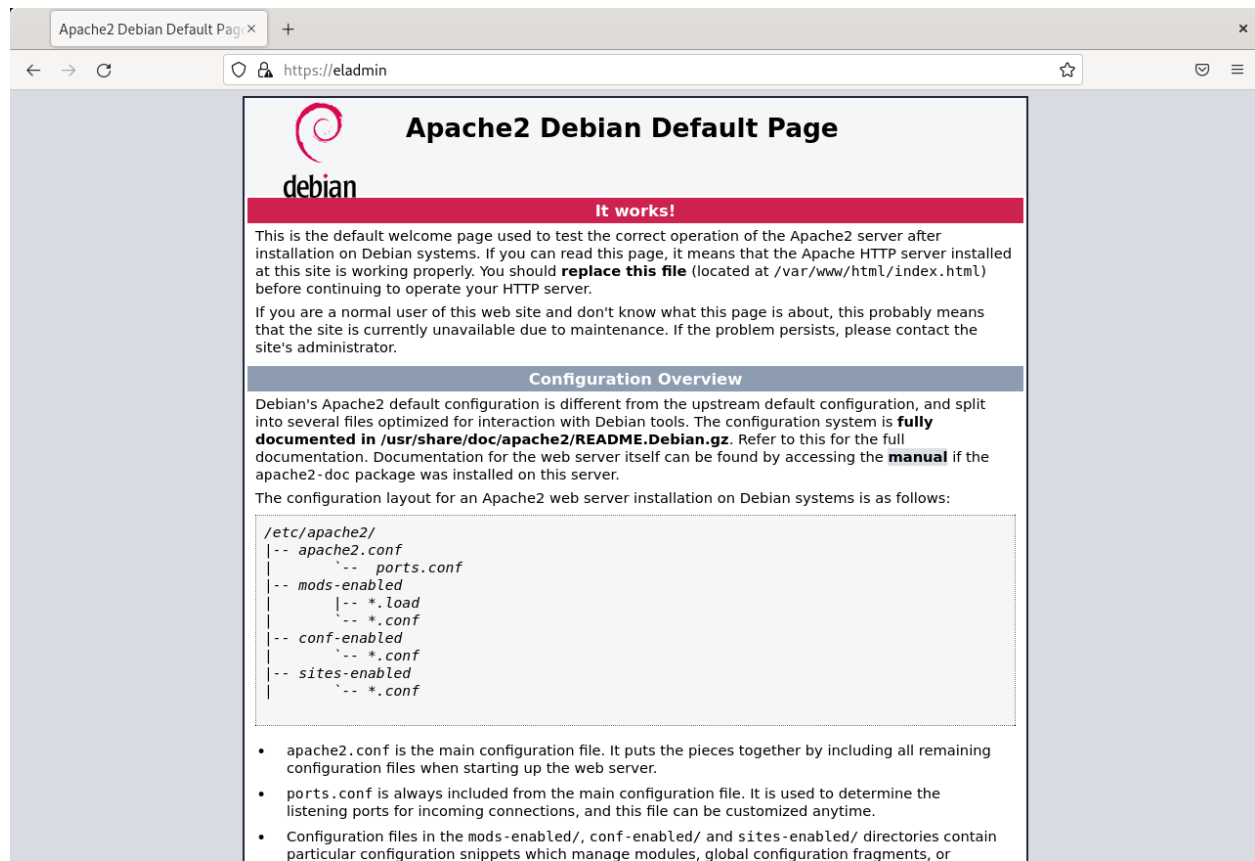 Apache2 Debian Default Pag
https://eladmin
debian
Apache2 Debian Default Page
It works!
This is the default welcome page used to test the correct operation of the Apache2 server after
installation on Debian systems. If you can read this page, it means that the Apache HTTP server installed
at this site is working properly. You should replace this file (located at /var/www/html/index.html)
before continuing to operate your HTTP server.
If you are a normal user of this web site and don't know what this page is about, this probably means
that the site is currently unavailable due to maintenance. If the problem persists, please contact the
site's administrator.
Configuration Overview
Debian's Apache2 default configuration is different from the upstream default configuration, and split
into several files optimized for interaction with Debian tools. The configuration system is fully
documented in /usr/share/doc/apache2/README.Debian.gz. Refer to this for the full
documentation. Documentation for the web server itself can be found by accessing the manual if the
apache2-doc package was installed on this server.
The configuration layout for an Apache2 web server installation on Debian systems is as follows:
/etc/apache2/
|-- apache2.conf
|       `--  ports.conf
|-- mods-enabled
|       |-- *.load
|       `-- *.conf
|-- conf-enabled
|       `-- *.conf
|-- sites-enabled
|       `-- *.conf
• apache2.conf is the main configuration file. It puts the pieces together by including all remaining
configuration files when starting up the web server.
• ports.conf is always included from the main configuration file. It is used to determine the
listening ports for incoming connections, and this file can be customized anytime.
• Configuration files in the mods-enabled/, conf-enabled/ and sites-enabled/ directories contain
particular configuration snippets which manage modules, global configuration fragments, or